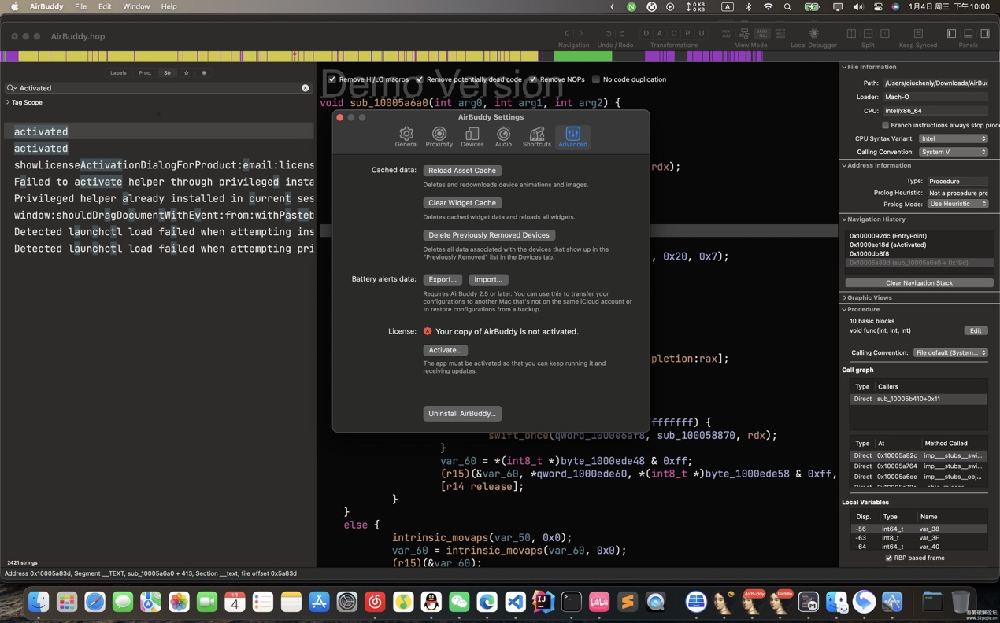 AirBuddy File Edit Window Help
0 KB
0 KB
A
1月4日 周三 下午10:00
AirBuddy.hop
D A C P U
Navigation Undo / Redo Transformations View Mode Local Debugger Split Keep Synced Panels
Labels Proc. Str
Activated
Tag Scope
activated
activated
showLicenseActivationDialogForProduct:email:licens
Failed to activate helper through privileged insta
Privileged helper already installed in current ses
window:shouldDragDocumentWithEvent:from:withPasteb
Detected launchctl load failed when attempting ins
Detected launchctl load failed when attempting pri
2421 strings
Demo Version
Remove HI/LO macros Remove potentially dead code Remove NOPs No code duplication
void sub_10005a6a0(int arg0, int arg1, int arg2) {
rdx);
, 0x20, 0x7);
pletion:rax];
fffffff) {
swift_once(qword_1000e6af8, sub_100058870, rdx);
}
var_60 = *(int8_t *)byte_1000ede48 & 0xff;
(r15)(&var_60, *qword_1000ede60, *(int8_t *)byte_1000ede58 & 0xff,
[r14 release];
}
}
else {
intrinsic_movaps(var_50, 0x0);
var_60 = intrinsic_movaps(var_60, 0x0);
(r15)(&var_60);
AirBuddy Settings
General Proximity Devices Audio Shortcuts Advanced
Cached data: Reload Asset Cache
Deletes and redownloads device animations and images.
Clear Widget Cache
Deletes cached widget data and reloads all widgets.
Delete Previously Removed Devices
Deletes all data associated with the devices that show up in the
"Previously Removed" list in the Devices tab.
Battery alerts data: Export... Import...
Requires AirBuddy 2.5 or later. You can use this to transfer your
configurations to another Mac that's not on the same iCloud account or
to restore configurations from a backup.
License: Your copy of AirBuddy is not activated.
Activate...
The app must be activated so that you can keep running it and
receiving updates.
Uninstall AirBuddy...
File Information
Path: /Users/qiuchenly/Downloads/AirBuc
Loader: Mach-O
CPU: intel/x86_64
Branch instructions always stop proce
CPU Syntax Variant: Intel
Calling Convention: System V
Address Information
Type: Procedure
Prolog Heuristic: Not a procedure prc
Prolog Mode: Use Heuristic
Navigation History
0x1000092dc (EntryPoint)
0x1000ae18d (aActivated)
0x1000db8f8
0x10005a83d (sub_10005a6a0 + 0x19d)
Clear Navigation Stack
Graphic Views
Procedure
10 basic blocks
void func(int, int, int)
Edit
Calling Convention: File default (System...
Call graph
Type Callers
Direct sub_10005b410+0x11
Type At Method Called
Direct 0x10005a82c imp___stubs__swi...
Direct 0x10005a764 imp___stubs__swi...
Direct 0x10005a6ee imp___stubs__obj...
Local Variables
Disp. Type Name
-56 int64_t var_38
-63 int8_t var_3F
-64 int64_t var_40
RBP based frame
Address 0x10005a83d, Segment __TEXT, sub_10005a6a0 + 413, Section __text, file offset 0x5a83d
4
bilibili
AirBuddy
Paddle
吾爱破解论坛
www.52pojie.cn